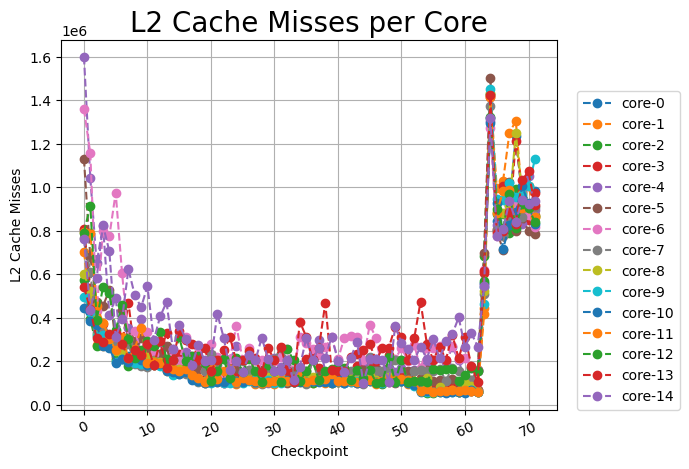 L2 Cache Misses per Core
1e6
1.6
1.4
1.2
1.0
0.8
0.6
0.4
0.2
0.0
L2 Cache Misses
0 10 20 30 40 50 60 70
Checkpoint
core-0
core-1
core-2
core-3
core-4
core-5
core-6
core-7
core-8
core-9
core-10
core-11
core-12
core-13
core-14